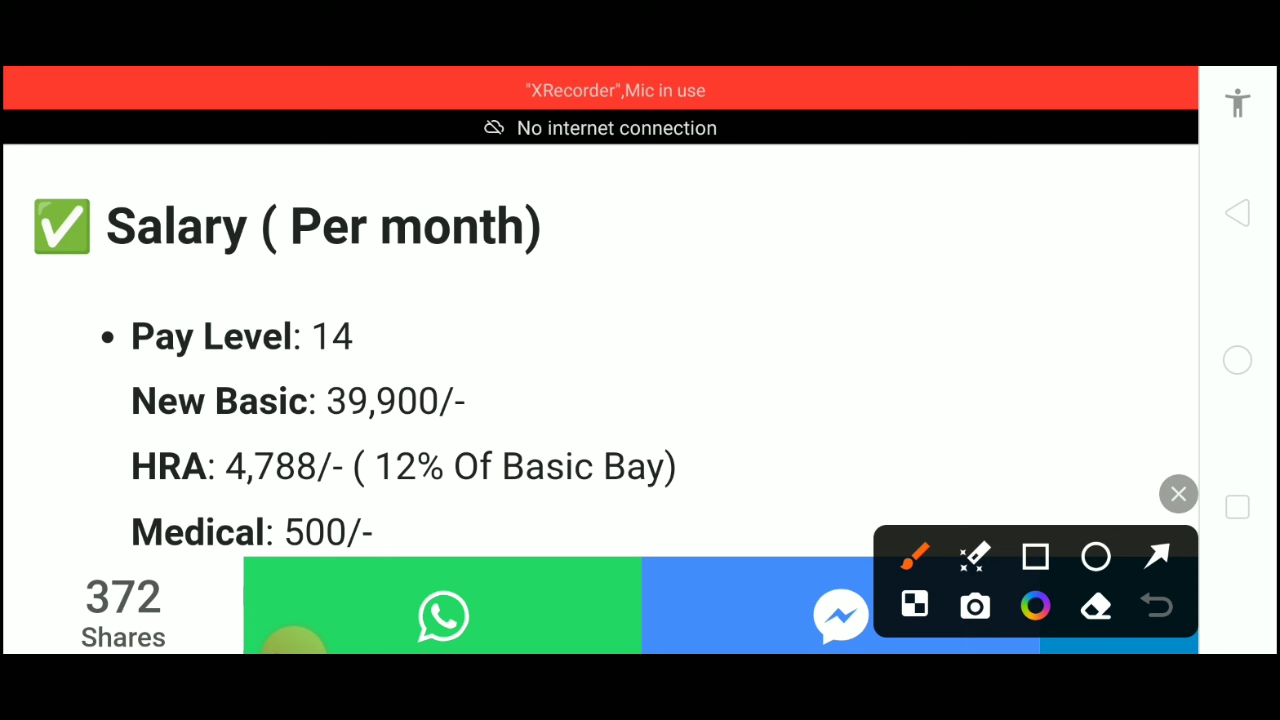 "XRecorder",Mic in use
No internet connection
✅ Salary ( Per month)
• Pay Level: 14
New Basic: 39,900/-
HRA: 4,788/- ( 12% Of Basic Bay)
Medical: 500/-
372
Shares